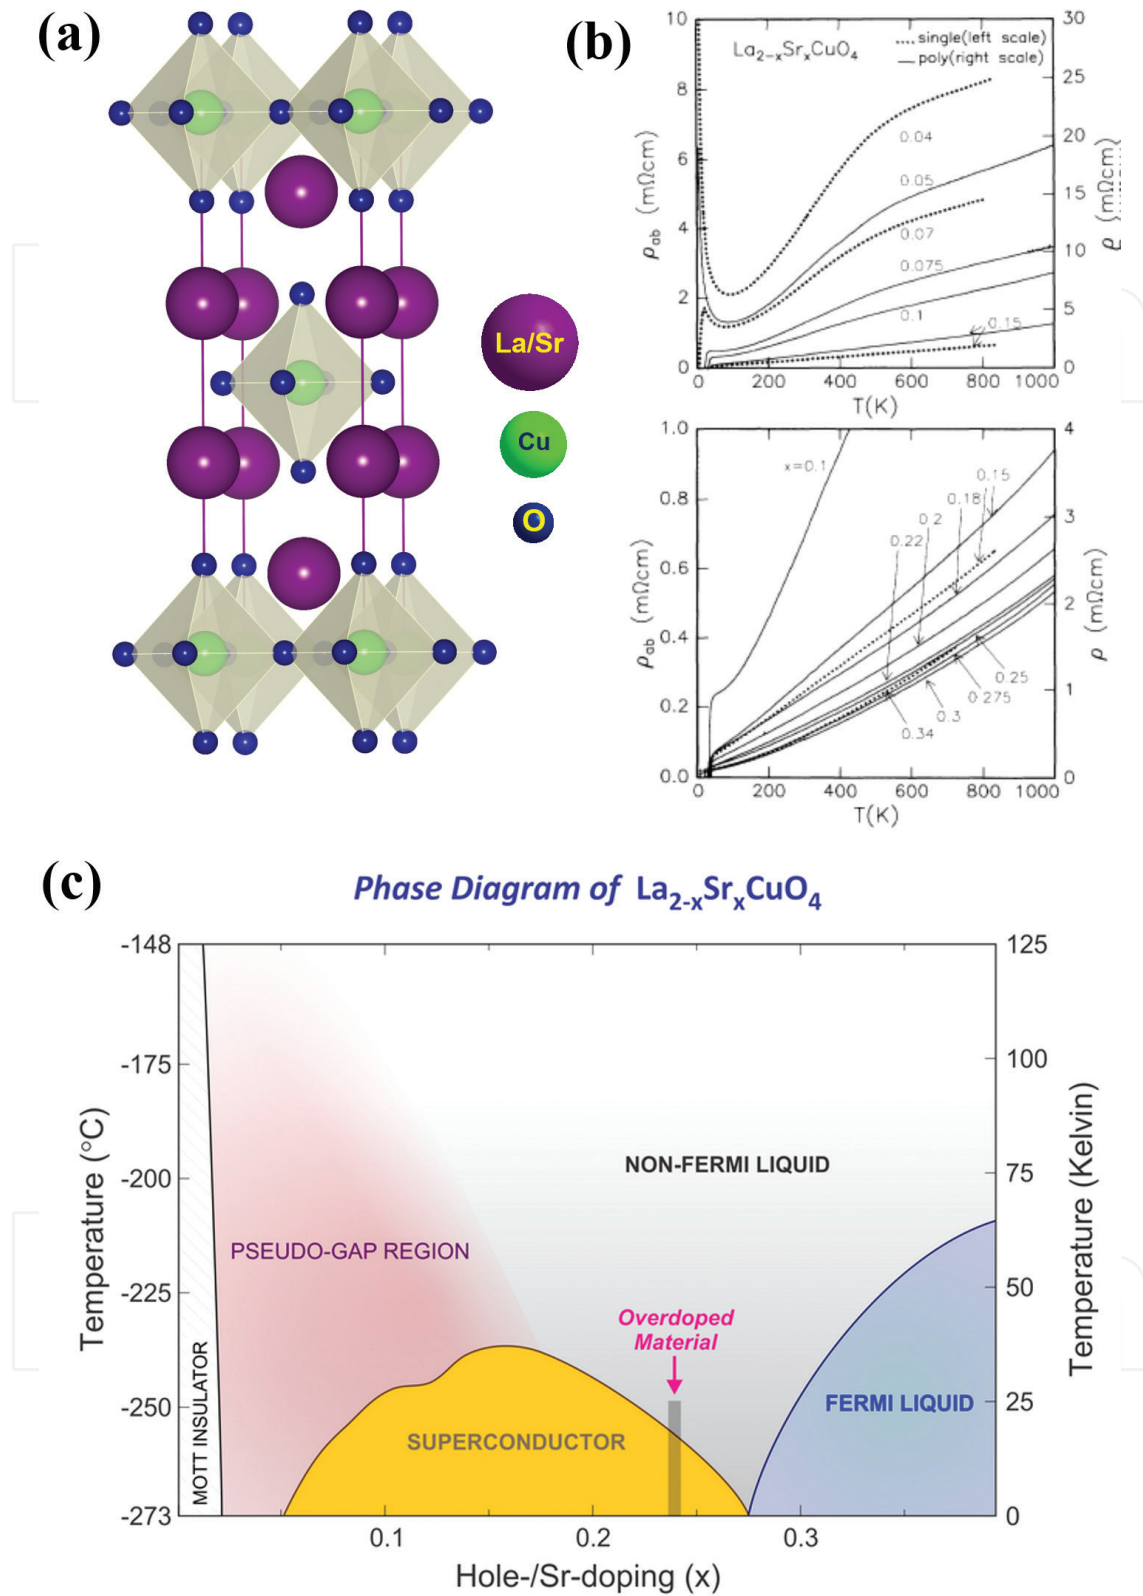 (a)
La/Sr
Cu
O
(b)
La2-xSrxCuO4
single(left scale)
poly(right scale)
10
8
6
4
2
0
ρab (mΩcm)
0.04
0.05
0.07
0.075
0.1
0.15
30
25
20
15
10
5
0
ρ (mΩcm)
0 200 400 600 800 1000
T(K)
1.0
0.8
0.6
0.4
0.2
0.0
ρab (mΩcm)
x=0.1
0.15
0.18
0.2
0.22
0.25
0.275
0.3
0.34
4
3
2
1
0
ρ (mΩcm)
0 200 400 600 800 1000
T(K)
(c)
Phase Diagram of La2-xSrxCuO4
-148
-175
-200
-225
-250
-273
Temperature (°C)
MOTT INSULATOR
PSEUDO-GAP REGION
NON-FERMI LIQUID
Overdoped
Material
SUPERCONDUCTOR
FERMI LIQUID
125
100
75
50
25
0
Temperature (Kelvin)
0.1 0.2 0.3
Hole-/Sr-doping (x)